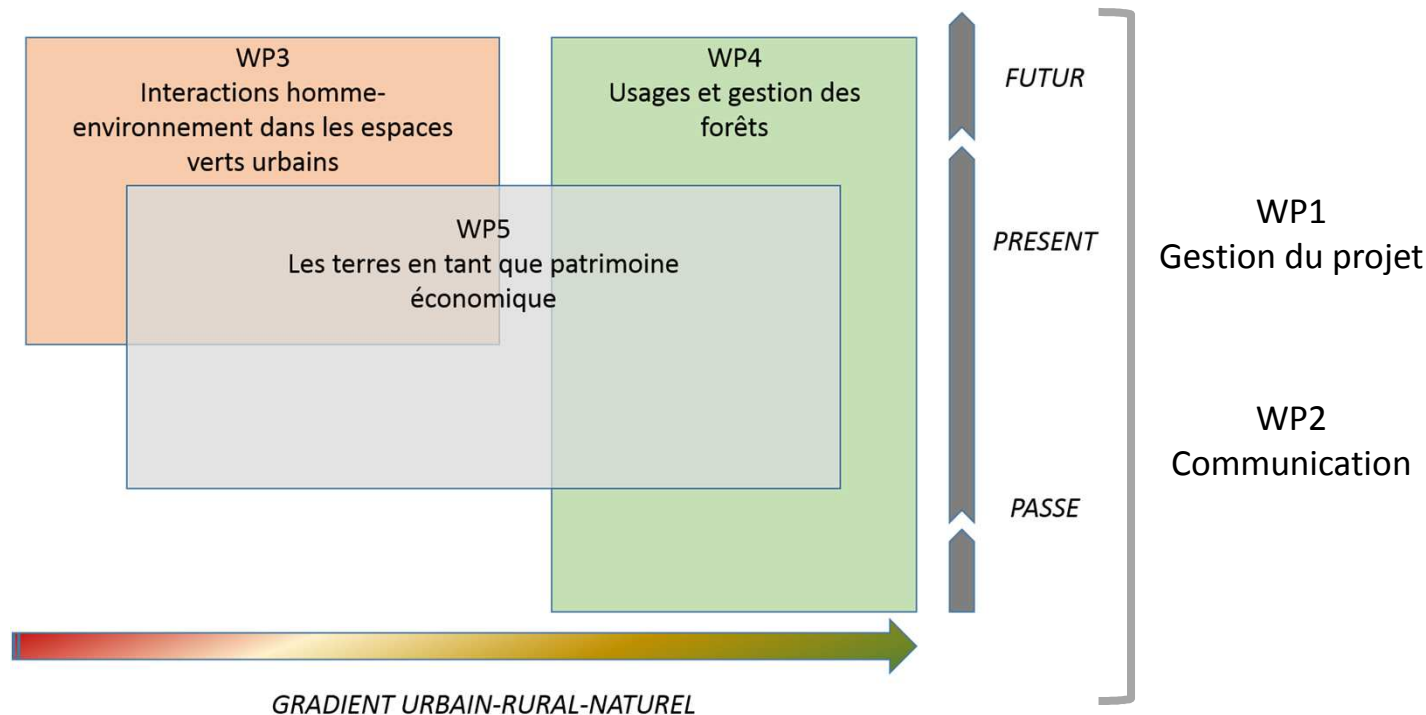 WP3
Interactions homme-
environnement dans les espaces
verts urbains
WP4
Usages et gestion des
forêts
WP5
Les terres en tant que patrimoine
économique
FUTUR
PRESENT
PASSE
WP1
Gestion du projet
WP2
Communication
GRADIENT URBAIN-RURAL-NATUREL